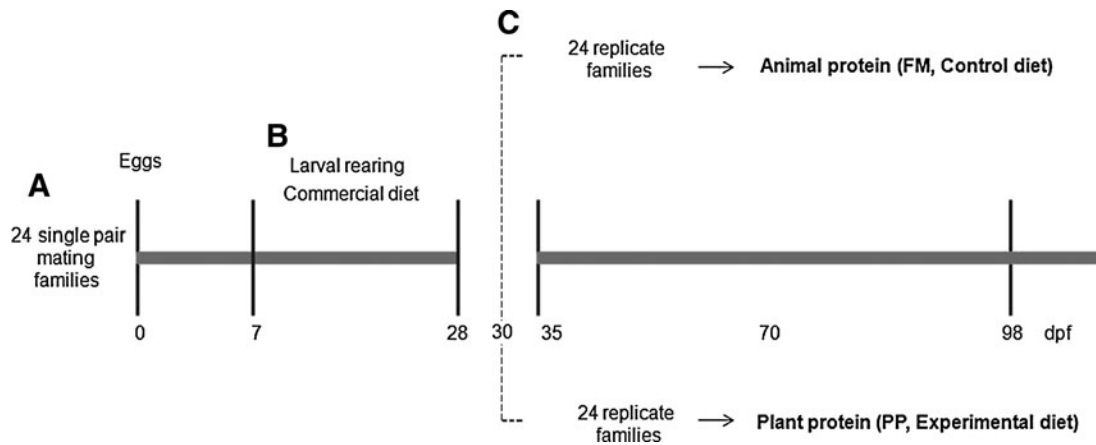 C
24 replicate
families
Animal protein (FM, Control diet)
B
Eggs
Larval rearing
Commercial diet
A
24 single pair
mating
families
0 7 28 30 35 70 98 dpf
24 replicate
families
Plant protein (PP, Experimental diet)